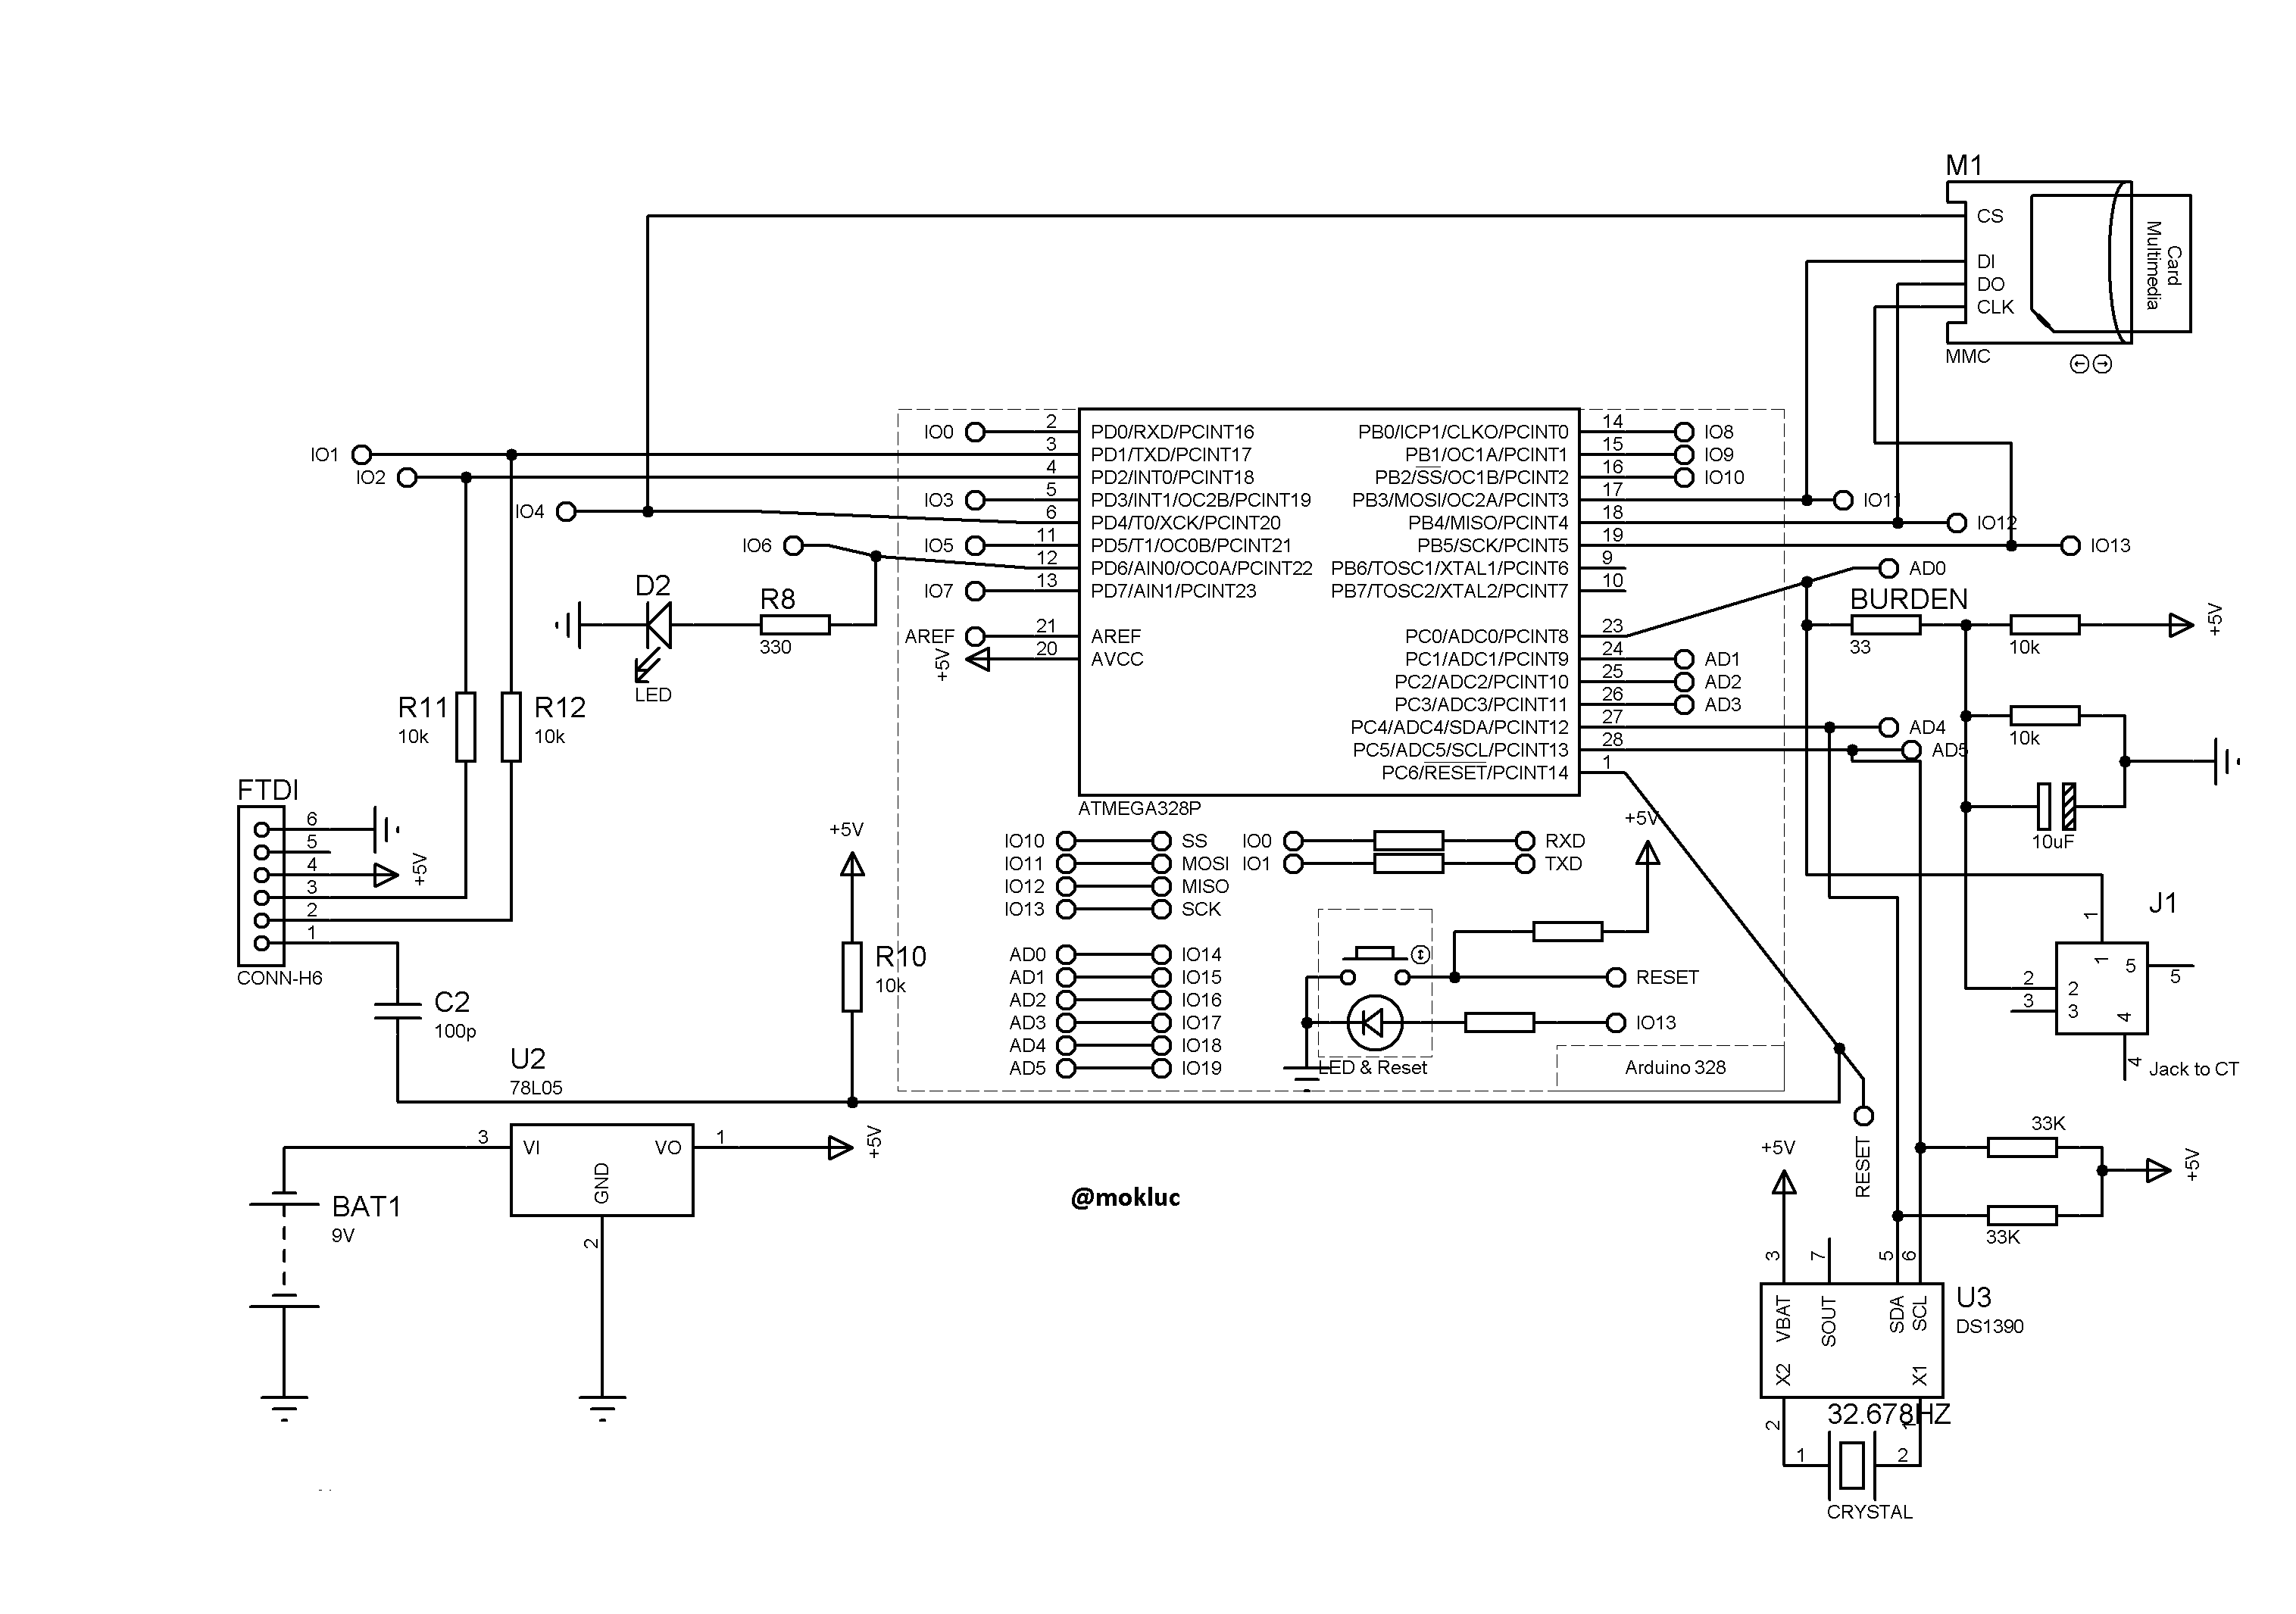 M1
CS
DI
DO
CLK
Card
Multimedia
MMC
IO0
2
PD0/RXD/PCINT16
PB0/ICP1/CLKO/PCINT0
14
IO8
IO1
3
PD1/TXD/PCINT17
PB1/OC1A/PCINT1
15
IO9
IO2
4
PD2/INT0/PCINT18
PB2/SS/OC1B/PCINT2
16
IO10
IO3
5
PD3/INT1/OC2B/PCINT19
PB3/MOSI/OC2A/PCINT3
17
IO11
IO4
6
PD4/T0/XCK/PCINT20
PB4/MISO/PCINT4
18
IO12
IO5
11
PD5/T1/OC0B/PCINT21
PB5/SCK/PCINT5
19
IO13
IO6
12
PD6/AIN0/OC0A/PCINT22
PB6/TOSC1/XTAL1/PCINT6
9
AD0
IO7
13
PD7/AIN1/PCINT23
PB7/TOSC2/XTAL2/PCINT7
10
D2
LED
R8
330
BURDEN
33
10k
+5V
AREF
21
AREF
PC0/ADC0/PCINT8
23
+5V
20
AVCC
PC1/ADC1/PCINT9
24
AD1
PC2/ADC2/PCINT10
25
AD2
PC3/ADC3/PCINT11
26
AD3
PC4/ADC4/SDA/PCINT12
27
AD4
PC5/ADC5/SCL/PCINT13
28
AD5
PC6/RESET/PCINT14
1
ATMEGA328P
10k
10uF
R11
10k
R12
10k
FTDI
6
5
4
+5V
3
2
1
CONN-H6
C2
100p
+5V
R10
10k
IO10
SS
IO0
RXD
IO11
MOSI
IO1
TXD
IO12
MISO
IO13
SCK
+5V
AD0
IO14
AD1
IO15
RESET
AD2
IO16
AD3
IO17
IO13
AD4
IO18
AD5
IO19
LED & Reset
Arduino 328
J1
1
1
2
2
3
3
4
4
5
5
Jack to CT
U2
78L05
3
VI
VO
1
+5V
GND
2
BAT1
9V
@mokluc
RESET
33K
+5V
33K
+5V
3
7
5
6
VBAT
SOUT
SDA
SCL
X2
X1
U3
DS1390
32.678HZ
2
1
1
2
CRYSTAL